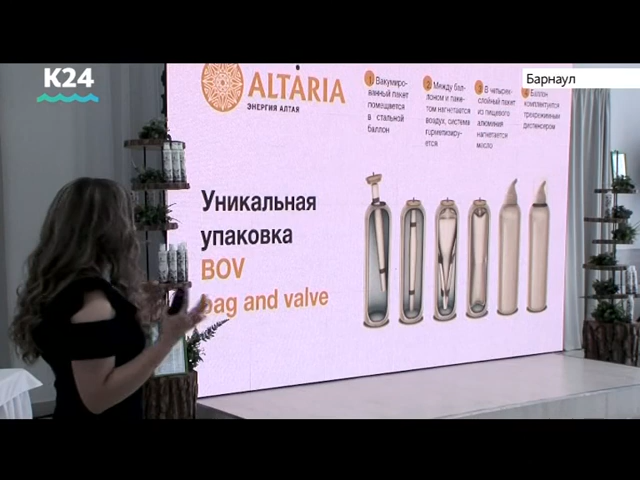 K24
Барнаул
ALTARIA
ЭНЕРГИЯ АЛТАЯ
1 Вакумиро-
ванный пакет
помещается
в стальной
баллон
2 Между бал-
лоном и паке-
том нагнетается
воздух, система
герметизиру-
ется
3 В четырех-
слойный пакет
из пищевого
алюминия
нагнетается
масло
4 Баллон
комплектуется
трехрежимным
диспенсером
Уникальная
упаковка
BOV
bag and valve